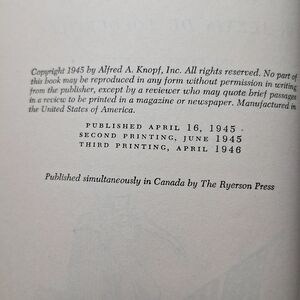 Copyright 1945 by Alfred A. Knopf, Inc. All rights reserved. No part of
this book may be reproduced in any form without permission in writing
from the publisher, except by a reviewer who may quote brief passages
in a review to be printed in a magazine or newspaper. Manufactured in
the United States of America.
PUBLISHED APRIL 16, 1945
SECOND PRINTING, JUNE 1945
THIRD PRINTING, APRIL 1946
Published simultaneously in Canada by The Ryerson Press